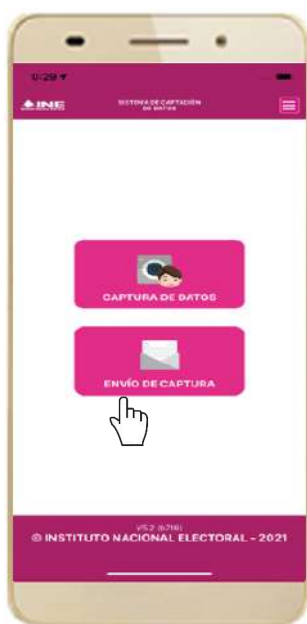 INE
SISTEMA DE CAPTACIÓN
DE DATOS
CAPTURA DE DATOS
ENVÍO DE CAPTURA
© INSTITUTO NACIONAL ELECTORAL - 2021